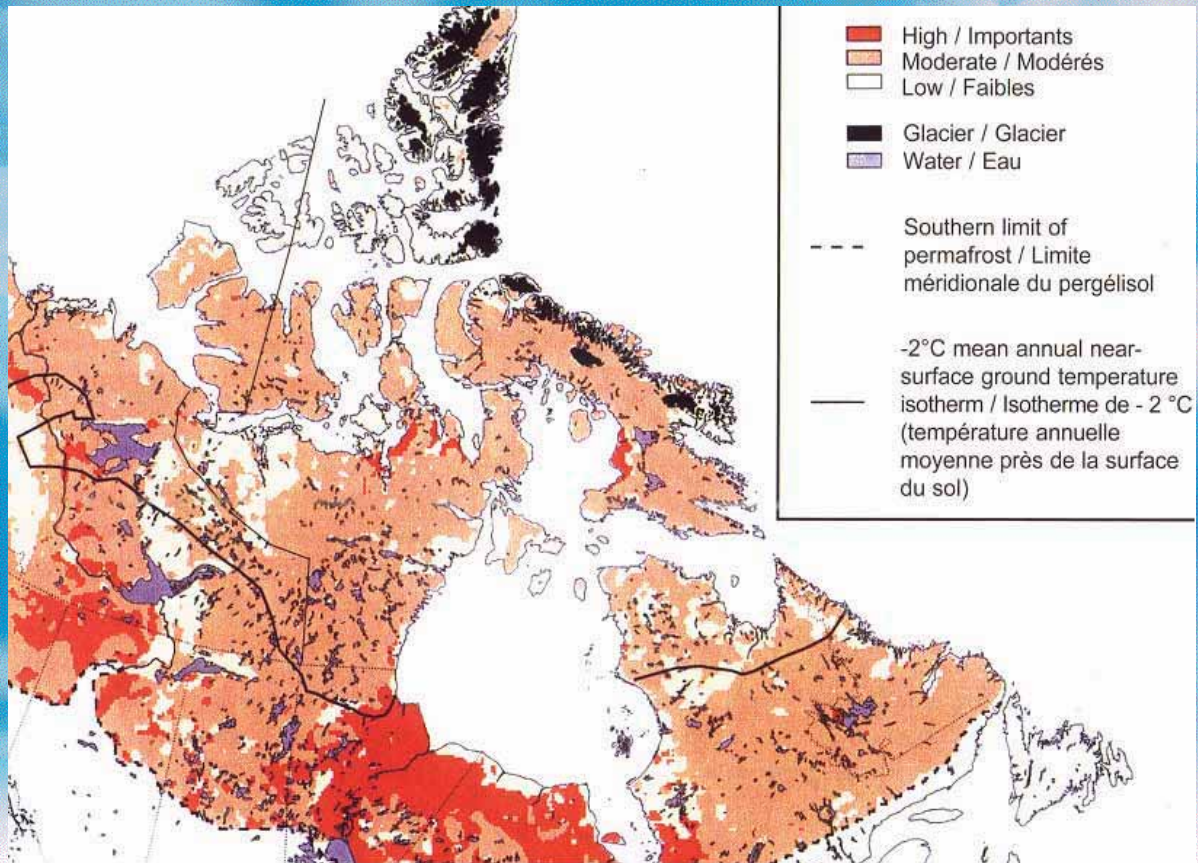 High / Importants
Moderate / Modérés
Low / Faibles
Glacier / Glacier
Water / Eau
Southern limit of
permafrost / Limite
méridionale du pergélisol
-2°C mean annual near-
surface ground temperature
isotherm / Isotherme de - 2 °C
(température annuelle
moyenne près de la surface
du sol)